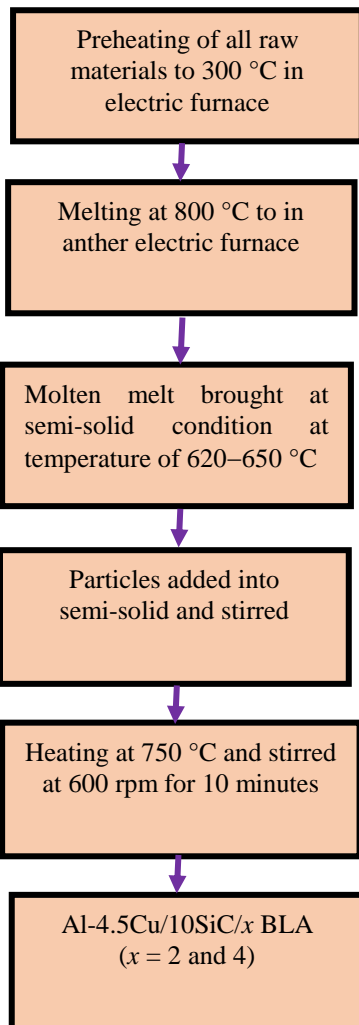 Preheating of all raw
materials to 300 °C in
electric furnace
Melting at 800 °C to in
anther electric furnace
Molten melt brought at
semi-solid condition at
temperature of 620–650 °C
Particles added into
semi-solid and stirred
Heating at 750 °C and stirred
at 600 rpm for 10 minutes
Al-4.5Cu/10SiC/x BLA
(x = 2 and 4)